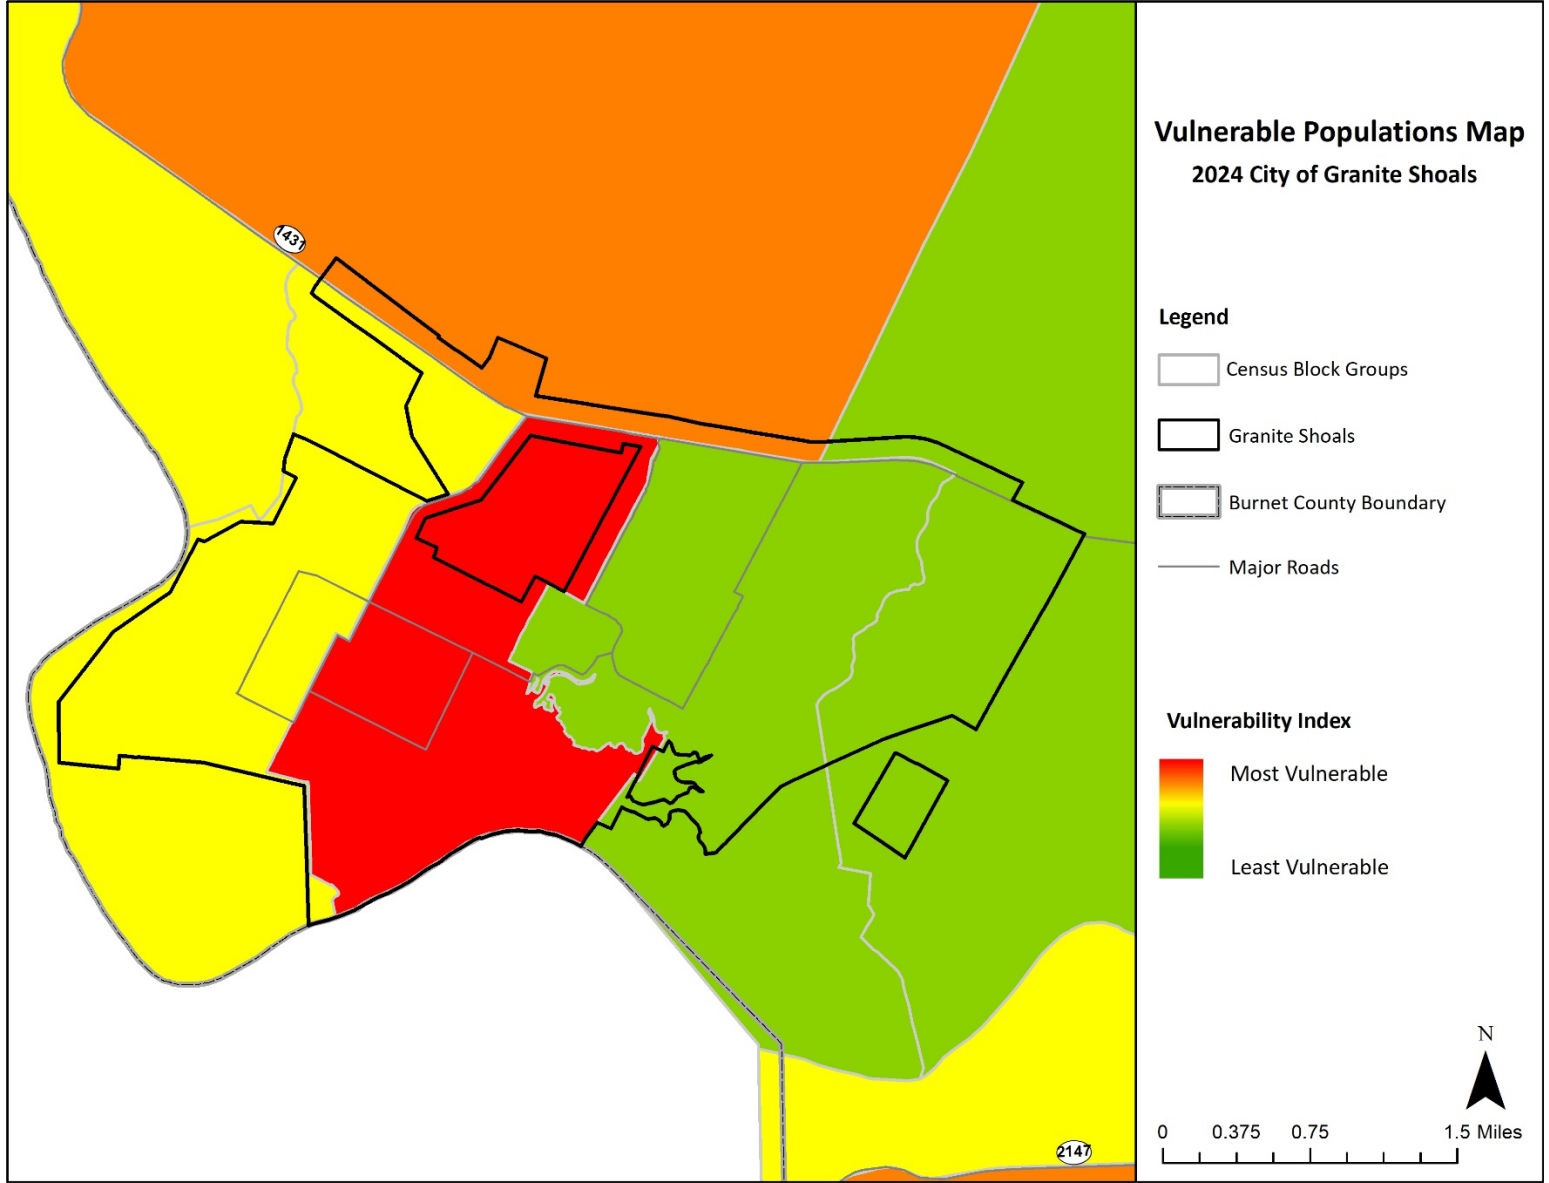 Vulnerable Populations Map
2024 City of Granite Shoals
1431
Legend
Census Block Groups
Granite Shoals
Burnet County Boundary
Major Roads
Vulnerability Index
Most Vulnerable
Least Vulnerable
N
0 0.375 0.75 1.5 Miles
2147